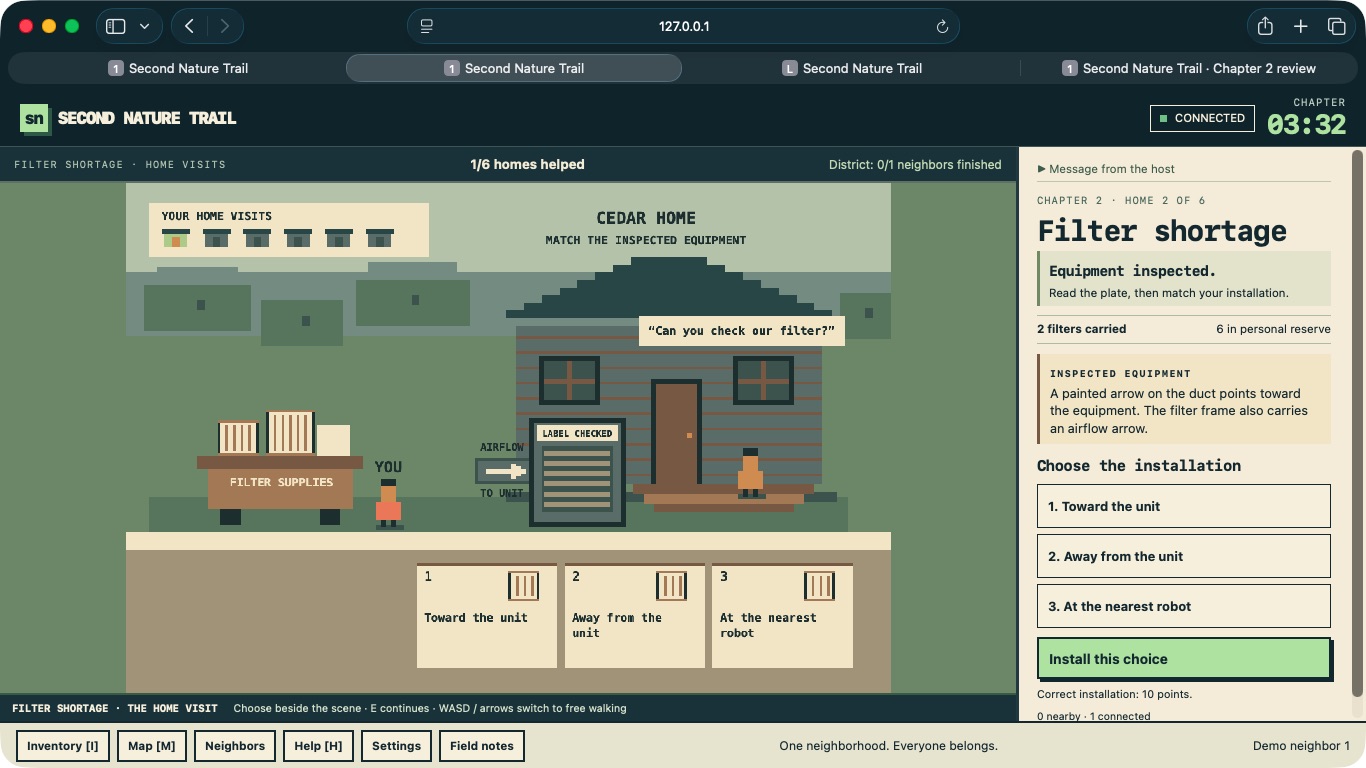 127.0.0.1
1 Second Nature Trail
1 Second Nature Trail
L Second Nature Trail
1 Second Nature Trail · Chapter 2 review
sn SECOND NATURE TRAIL
CONNECTED
CHAPTER
03:32
FILTER SHORTAGE · HOME VISITS
1/6 homes helped
District: 0/1 neighbors finished
YOUR HOME VISITS
CEDAR HOME
MATCH THE INSPECTED EQUIPMENT
“Can you check our filter?”
LABEL CHECKED
AIRFLOW
TO UNIT
YOU
FILTER SUPPLIES
1
Toward the unit
2
Away from the
unit
3
At the nearest
robot
FILTER SHORTAGE · THE HOME VISIT
Choose beside the scene · E continues · WASD / arrows switch to free walking
Message from the host
CHAPTER 2 · HOME 2 OF 6
Filter shortage
Equipment inspected.
Read the plate, then match your installation.
2 filters carried
6 in personal reserve
INSPECTED EQUIPMENT
A painted arrow on the duct points toward
the equipment. The filter frame also carries
an airflow arrow.
Choose the installation
1. Toward the unit
2. Away from the unit
3. At the nearest robot
Install this choice
Correct installation: 10 points.
0 nearby · 1 connected
Inventory [I]
Map [M]
Neighbors
Help [H]
Settings
Field notes
One neighborhood. Everyone belongs.
Demo neighbor 1